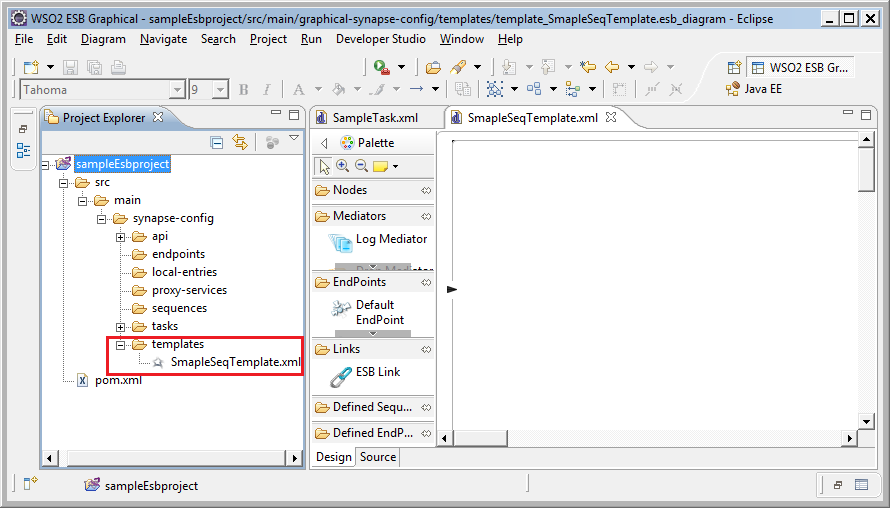 WSO2 ESB Graphical - sampleEsbproject/src/main/graphical-synapse-config/templates/template_SmapleSeqTemplate.esb_diagram - Eclipse
File Edit Diagram Navigate Search Project Run Developer Studio Window Help
WSO2 ESB Gr...
Tahoma 9 B I A
Java EE
Project Explorer
SampleTask.xml SmapleSeqTemplate.xml
Palette
sampleEsbproject
src
main
synapse-config
api
endpoints
local-entries
proxy-services
sequences
tasks
templates
SmapleSeqTemplate.xml
pom.xml
Nodes
Mediators
Log Mediator
EndPoints
Default
EndPoint
Links
ESB Link
Defined Sequ...
Defined EndP...
Design Source
sampleEsbproject